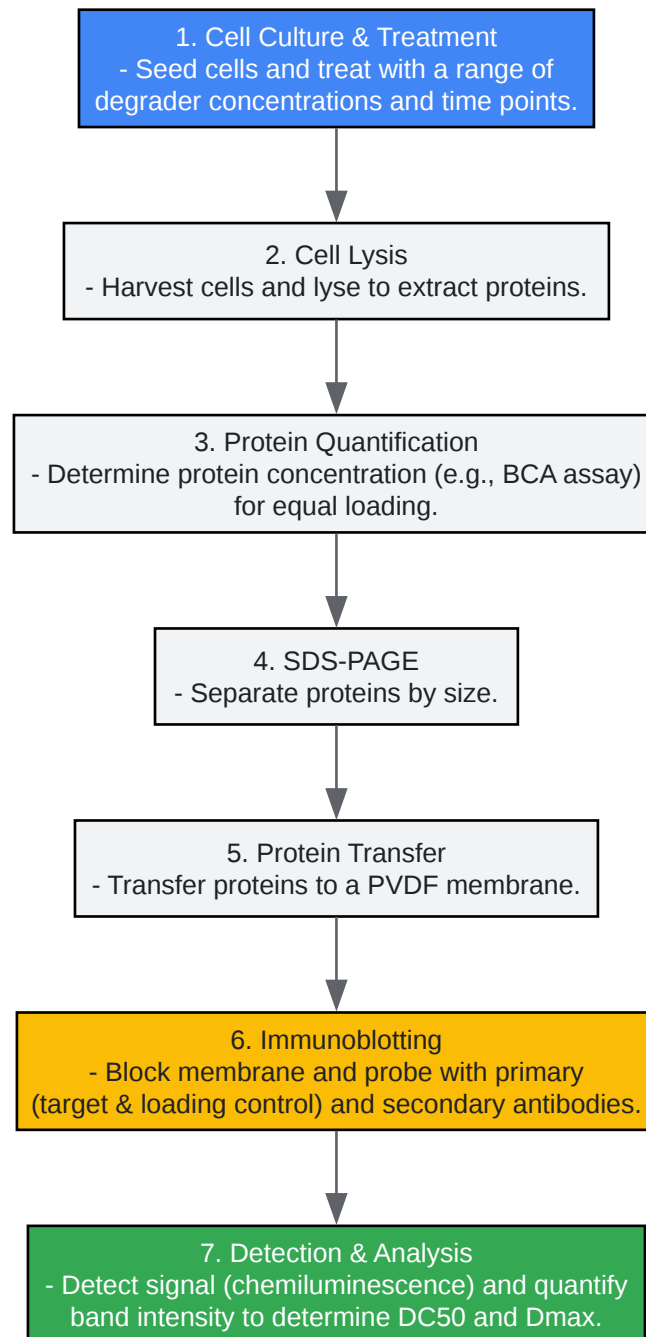 1. Cell Culture & Treatment
- Seed cells and treat with a range of
degrader concentrations and time points.
2. Cell Lysis
- Harvest cells and lyse to extract proteins.
3. Protein Quantification
- Determine protein concentration (e.g., BCA assay)
for equal loading.
4. SDS-PAGE
- Separate proteins by size.
5. Protein Transfer
- Transfer proteins to a PVDF membrane.
6. Immunoblotting
- Block membrane and probe with primary
(target & loading control) and secondary antibodies.
7. Detection & Analysis
- Detect signal (chemiluminescence) and quantify
band intensity to determine DC50 and Dmax.